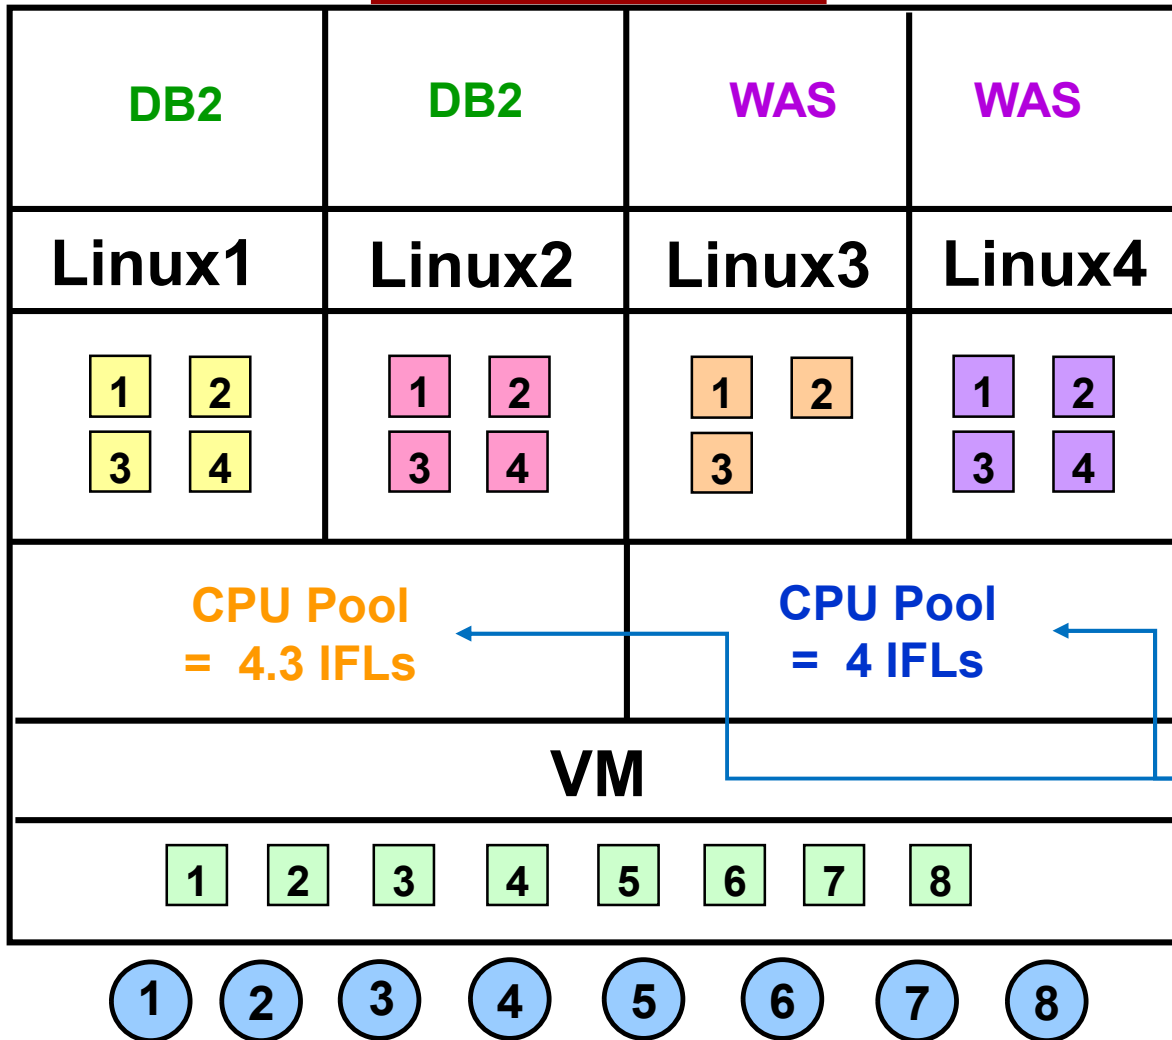 DB2 DB2 WAS WAS
Linux1 Linux2 Linux3 Linux4
1 2 1 2 1 2 1 2
3 4 3 4 3 3 4
CPU Pool CPU Pool
= 4.3 IFLs = 4 IFLs
VM
1 2 3 4 5 6 7 8
1 2 3 4 5 6 7 8